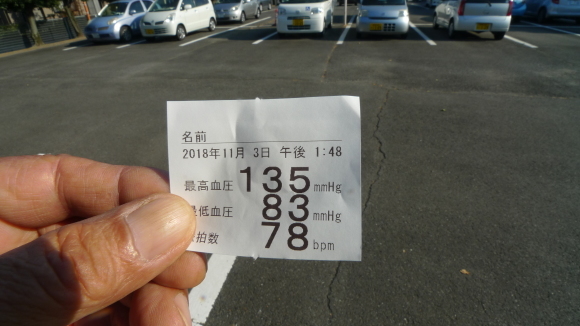 名前
2018年11月 3日 午後 1:48
最高血圧 135 mmHg
最低血圧 83 mmHg
拍数 78 bpm